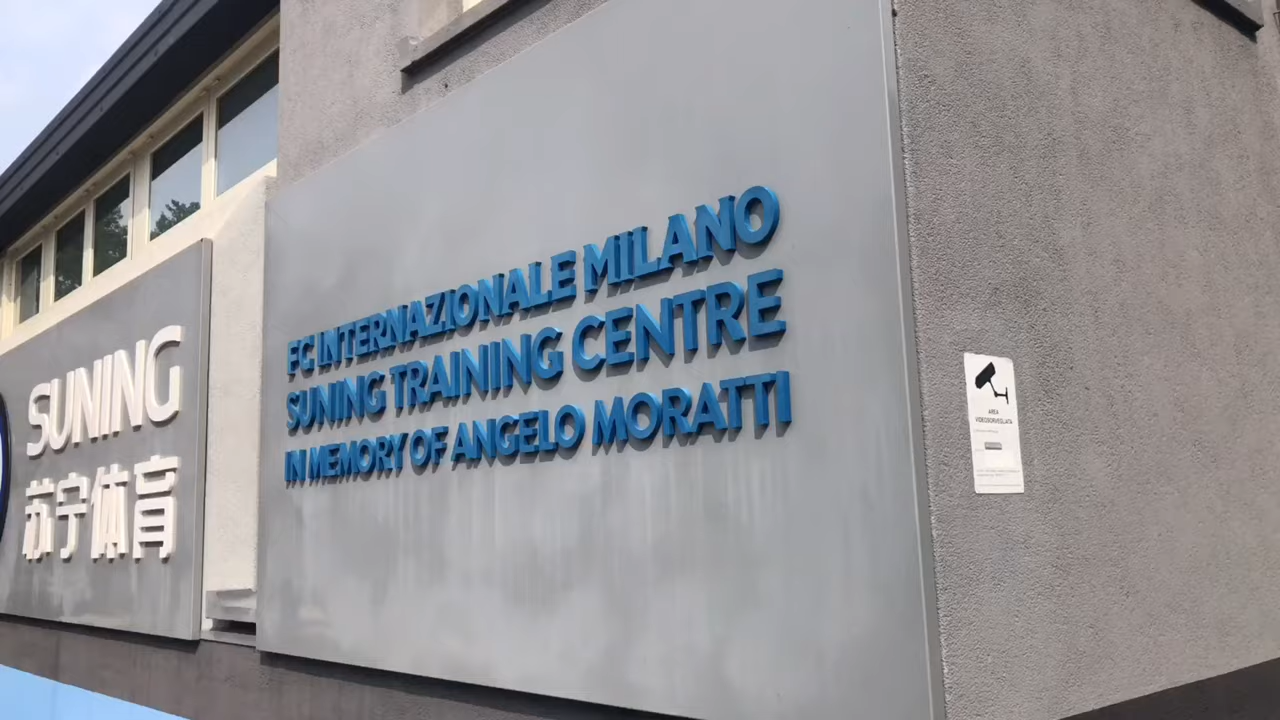 SUNING
苏宁体育
FC INTERNAZIONALE MILANO
SUNING TRAINING CENTRE
IN MEMORY OF ANGELO MORATTI
AREA
VIDEOSORVEGLIATA